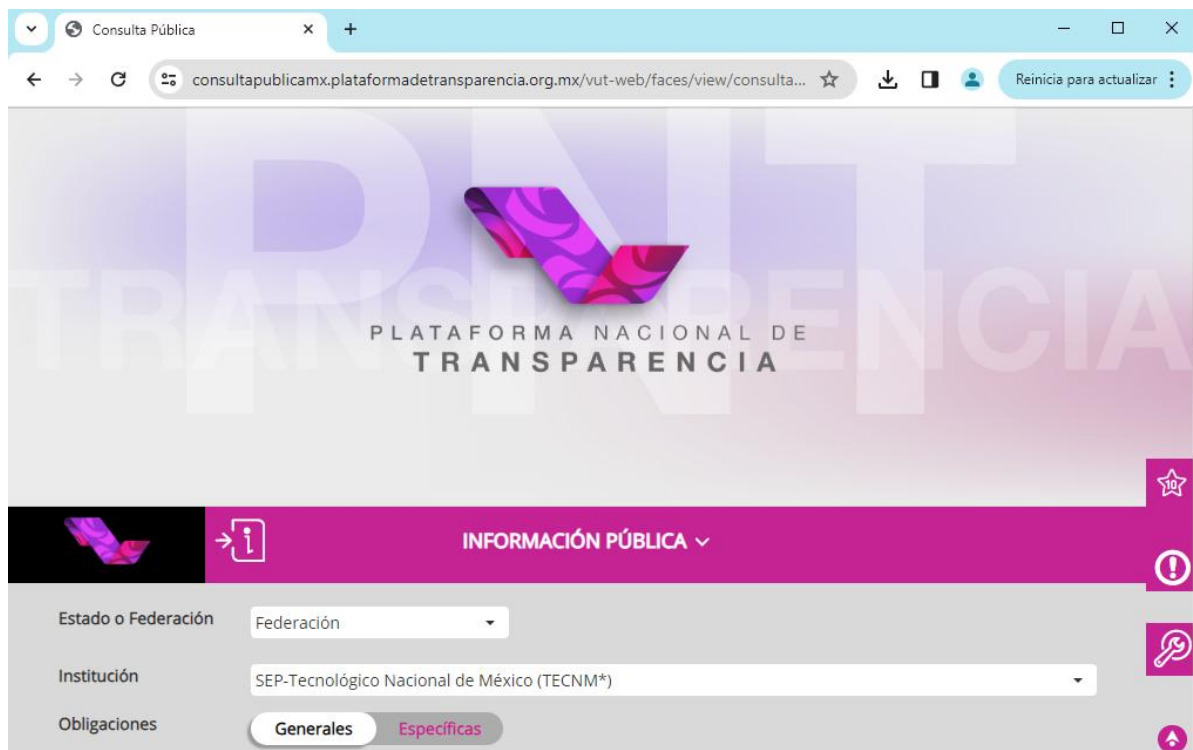 Consulta Pública
consultapublicamx.plataformadetransparencia.org.mx/vut-web/faces/view/consulta...
Reinicia para actualizar
PNT
TRANSPARENCIA
PLATAFORMA NACIONAL DE
TRANSPARENCIA
10
INFORMACIÓN PÚBLICA
Estado o Federación Federación
Institución SEP-Tecnológico Nacional de México (TECNM*)
Obligaciones Generales Específicas